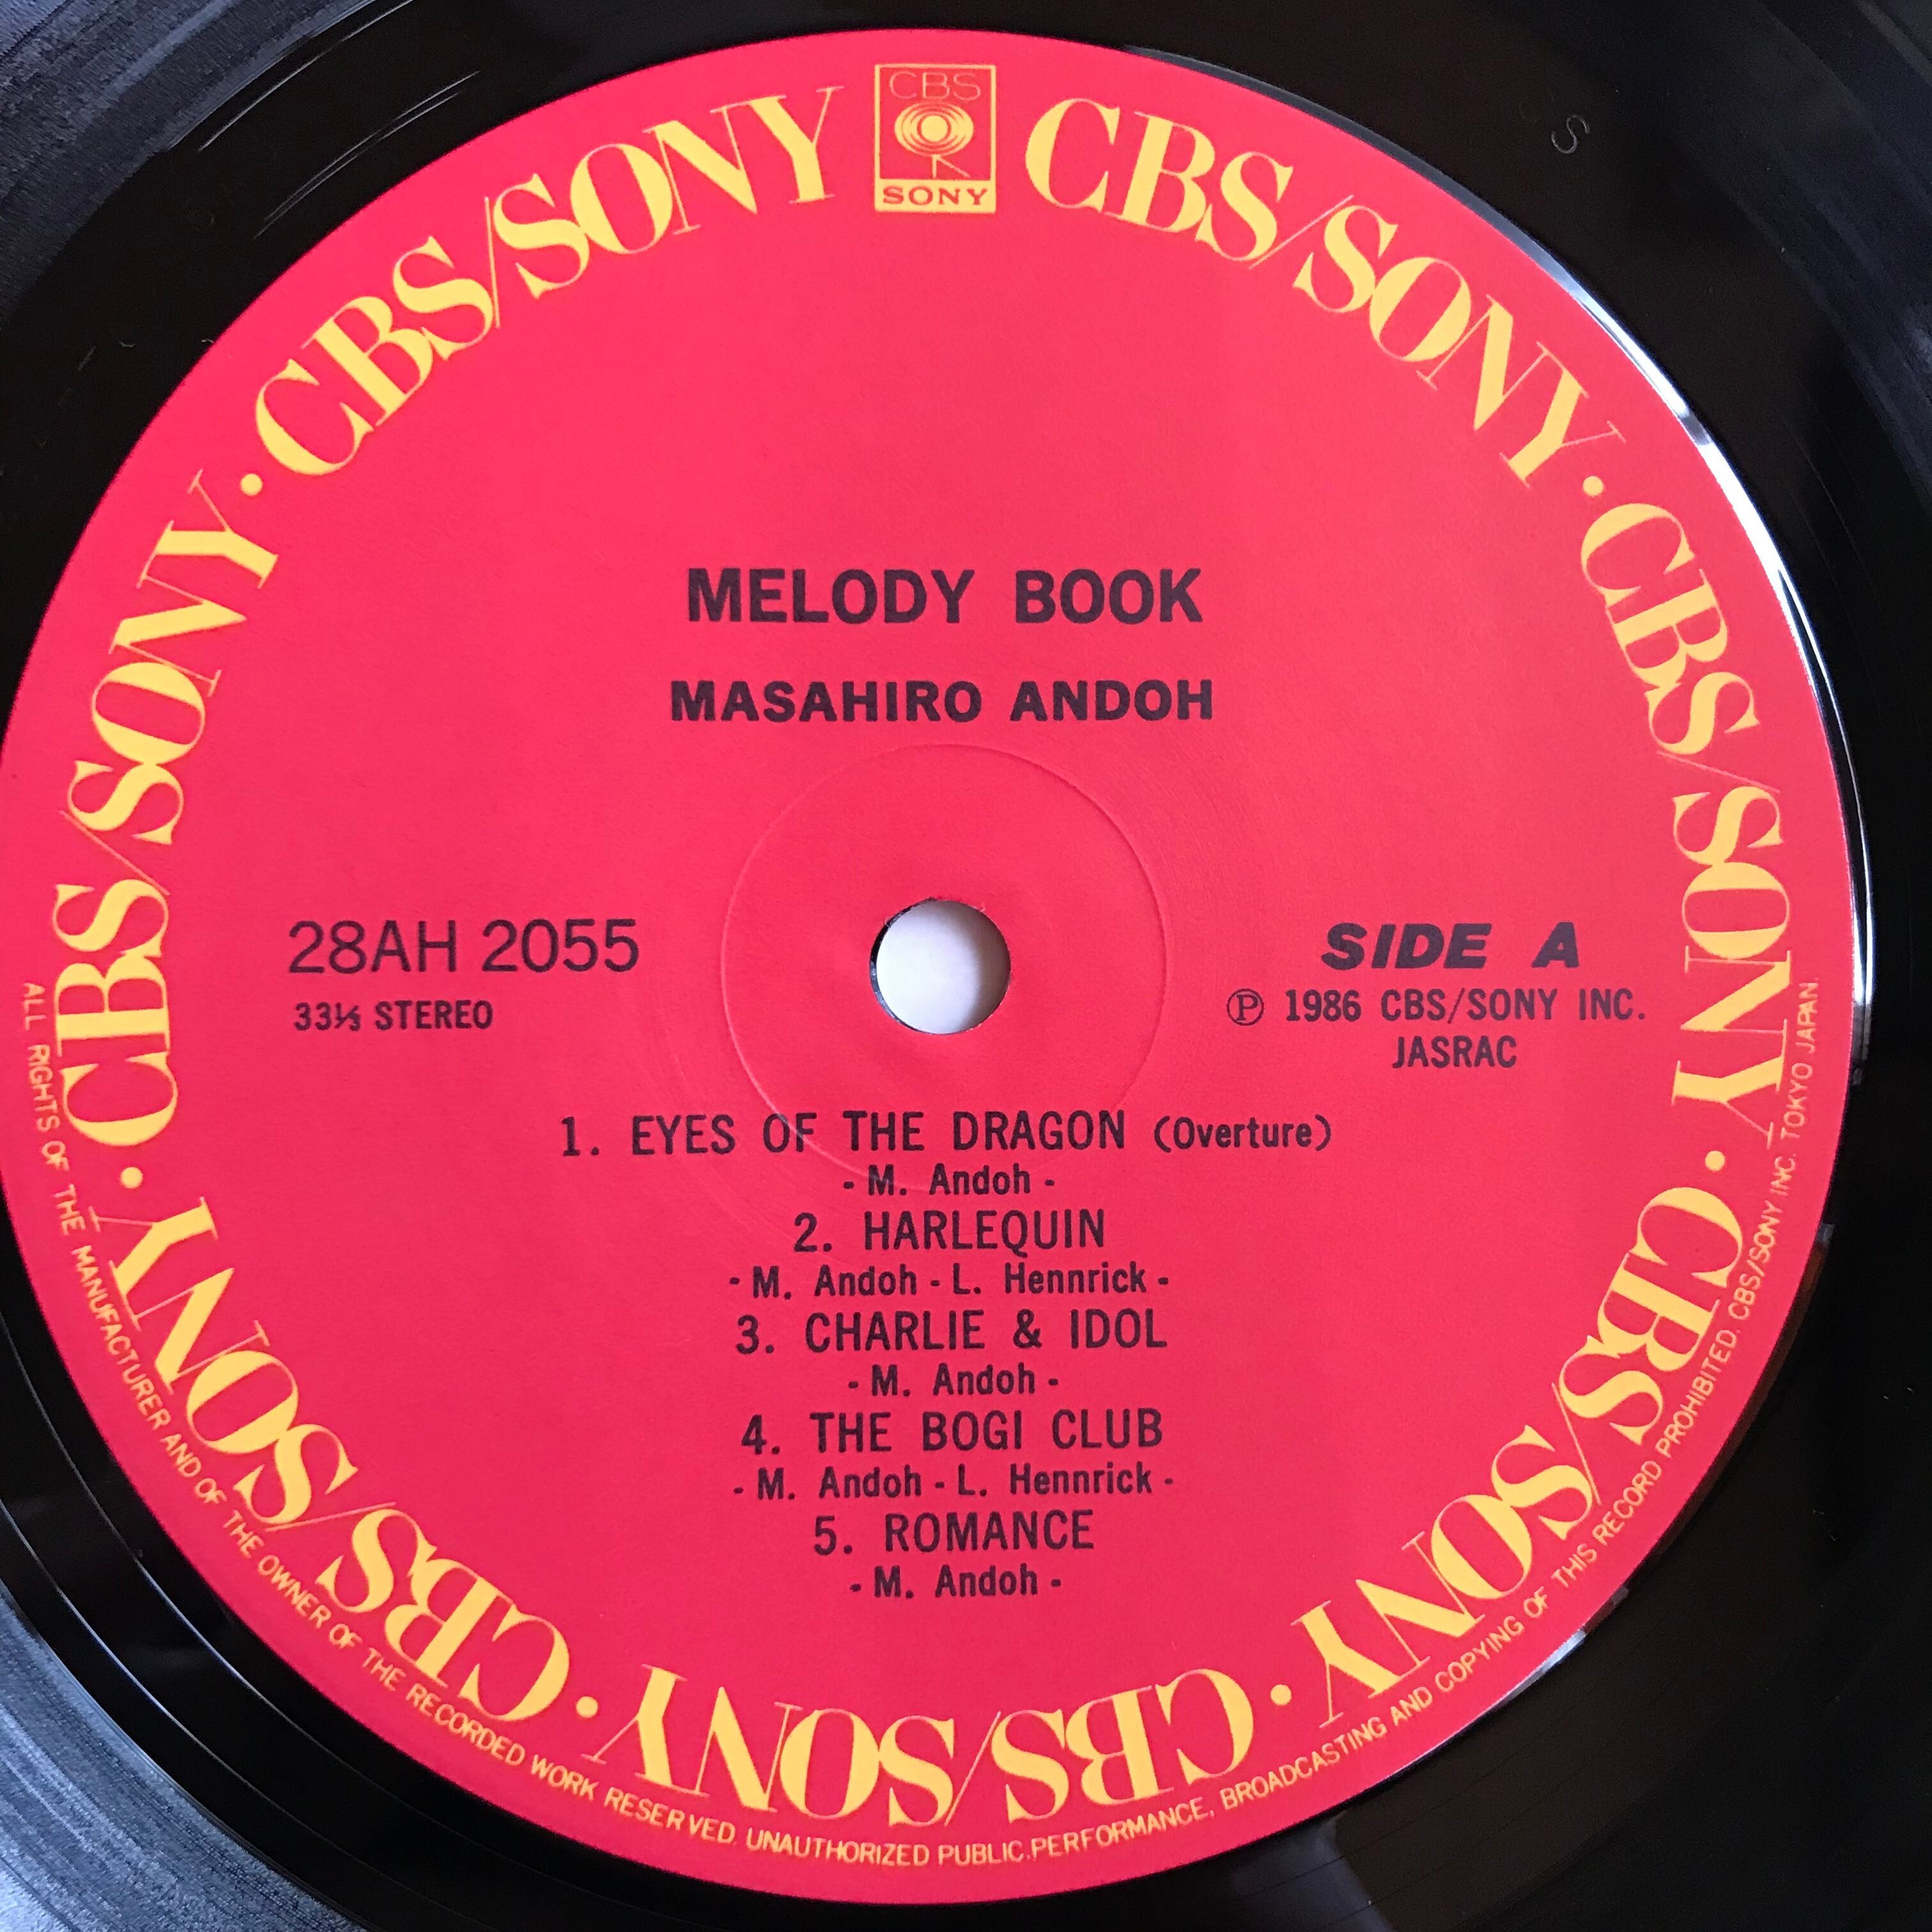 CBS
SONY
CBS/SONY · CBS/SONY · CBS/SONY · CBS/SONY · CBS/SONY · CBS/SONY · CBS/SONY
MELODY BOOK
MASAHIRO ANDOH
28AH 2055
33⅓ STEREO
SIDE A
Ⓟ 1986 CBS/SONY INC.
JASRAC
1. EYES OF THE DRAGON (Overture)
- M. Andoh -
2. HARLEQUIN
- M. Andoh - L. Hennrick -
3. CHARLIE & IDOL
- M. Andoh -
4. THE BOGI CLUB
- M. Andoh - L. Hennrick -
5. ROMANCE
- M. Andoh -
ALL RIGHTS OF THE MANUFACTURER AND OF THE OWNER OF THE RECORDED WORK RESERVED. UNAUTHORIZED PUBLIC.PERFORMANCE, BROADCASTING AND COPYING OF THIS RECORD PROHIBITED. CBS/SONY INC. TOKYO JAPAN.
S